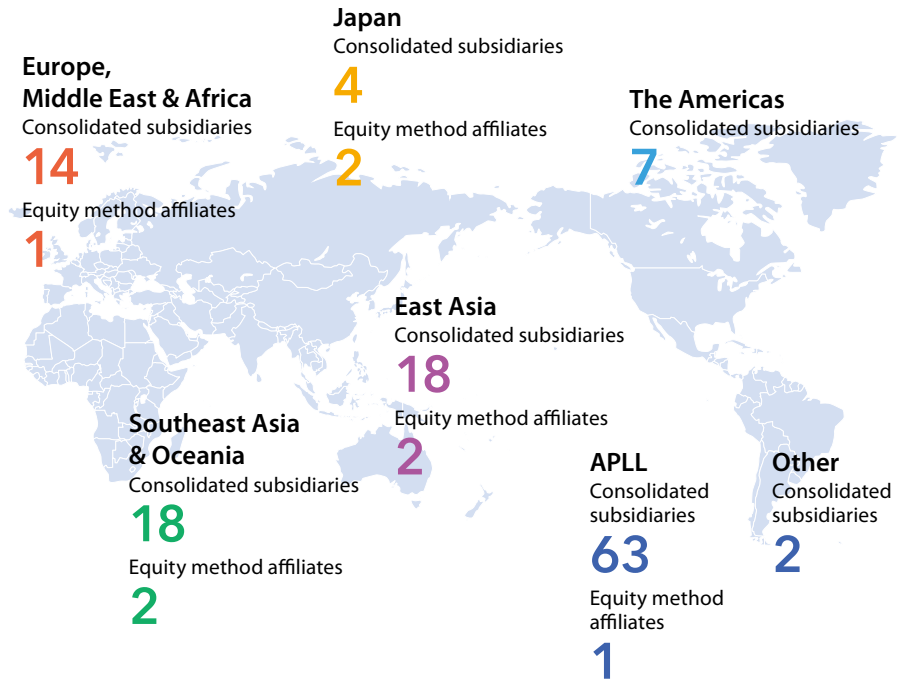 Japan
Consolidated subsidiaries
4
Equity method affiliates
2
Europe,
Middle East & Africa
Consolidated subsidiaries
14
Equity method affiliates
1
The Americas
Consolidated subsidiaries
7
East Asia
Consolidated subsidiaries
18
Equity method affiliates
2
Southeast Asia
& Oceania
Consolidated subsidiaries
18
Equity method affiliates
2
APLL
Consolidated
subsidiaries
63
Equity method
affiliates
1
Other
Consolidated
subsidiaries
2